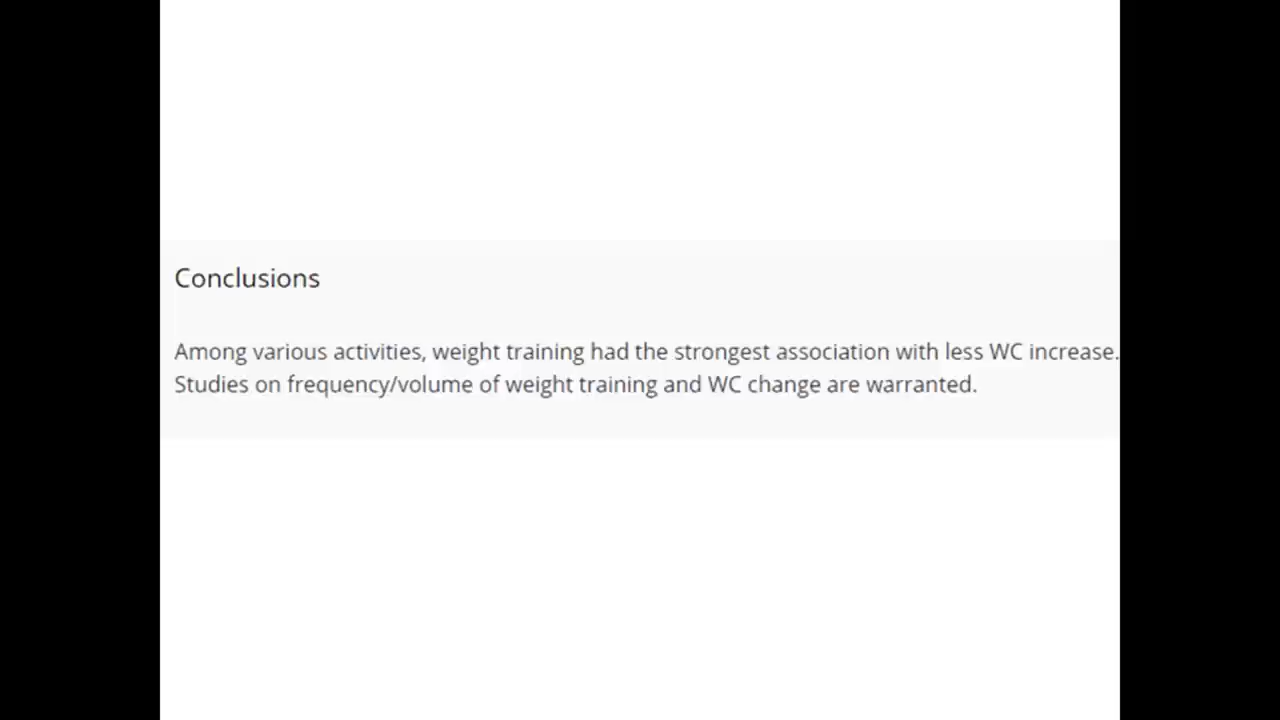 Conclusions
Among various activities, weight training had the strongest association with less WC increase.
Studies on frequency/volume of weight training and WC change are warranted.